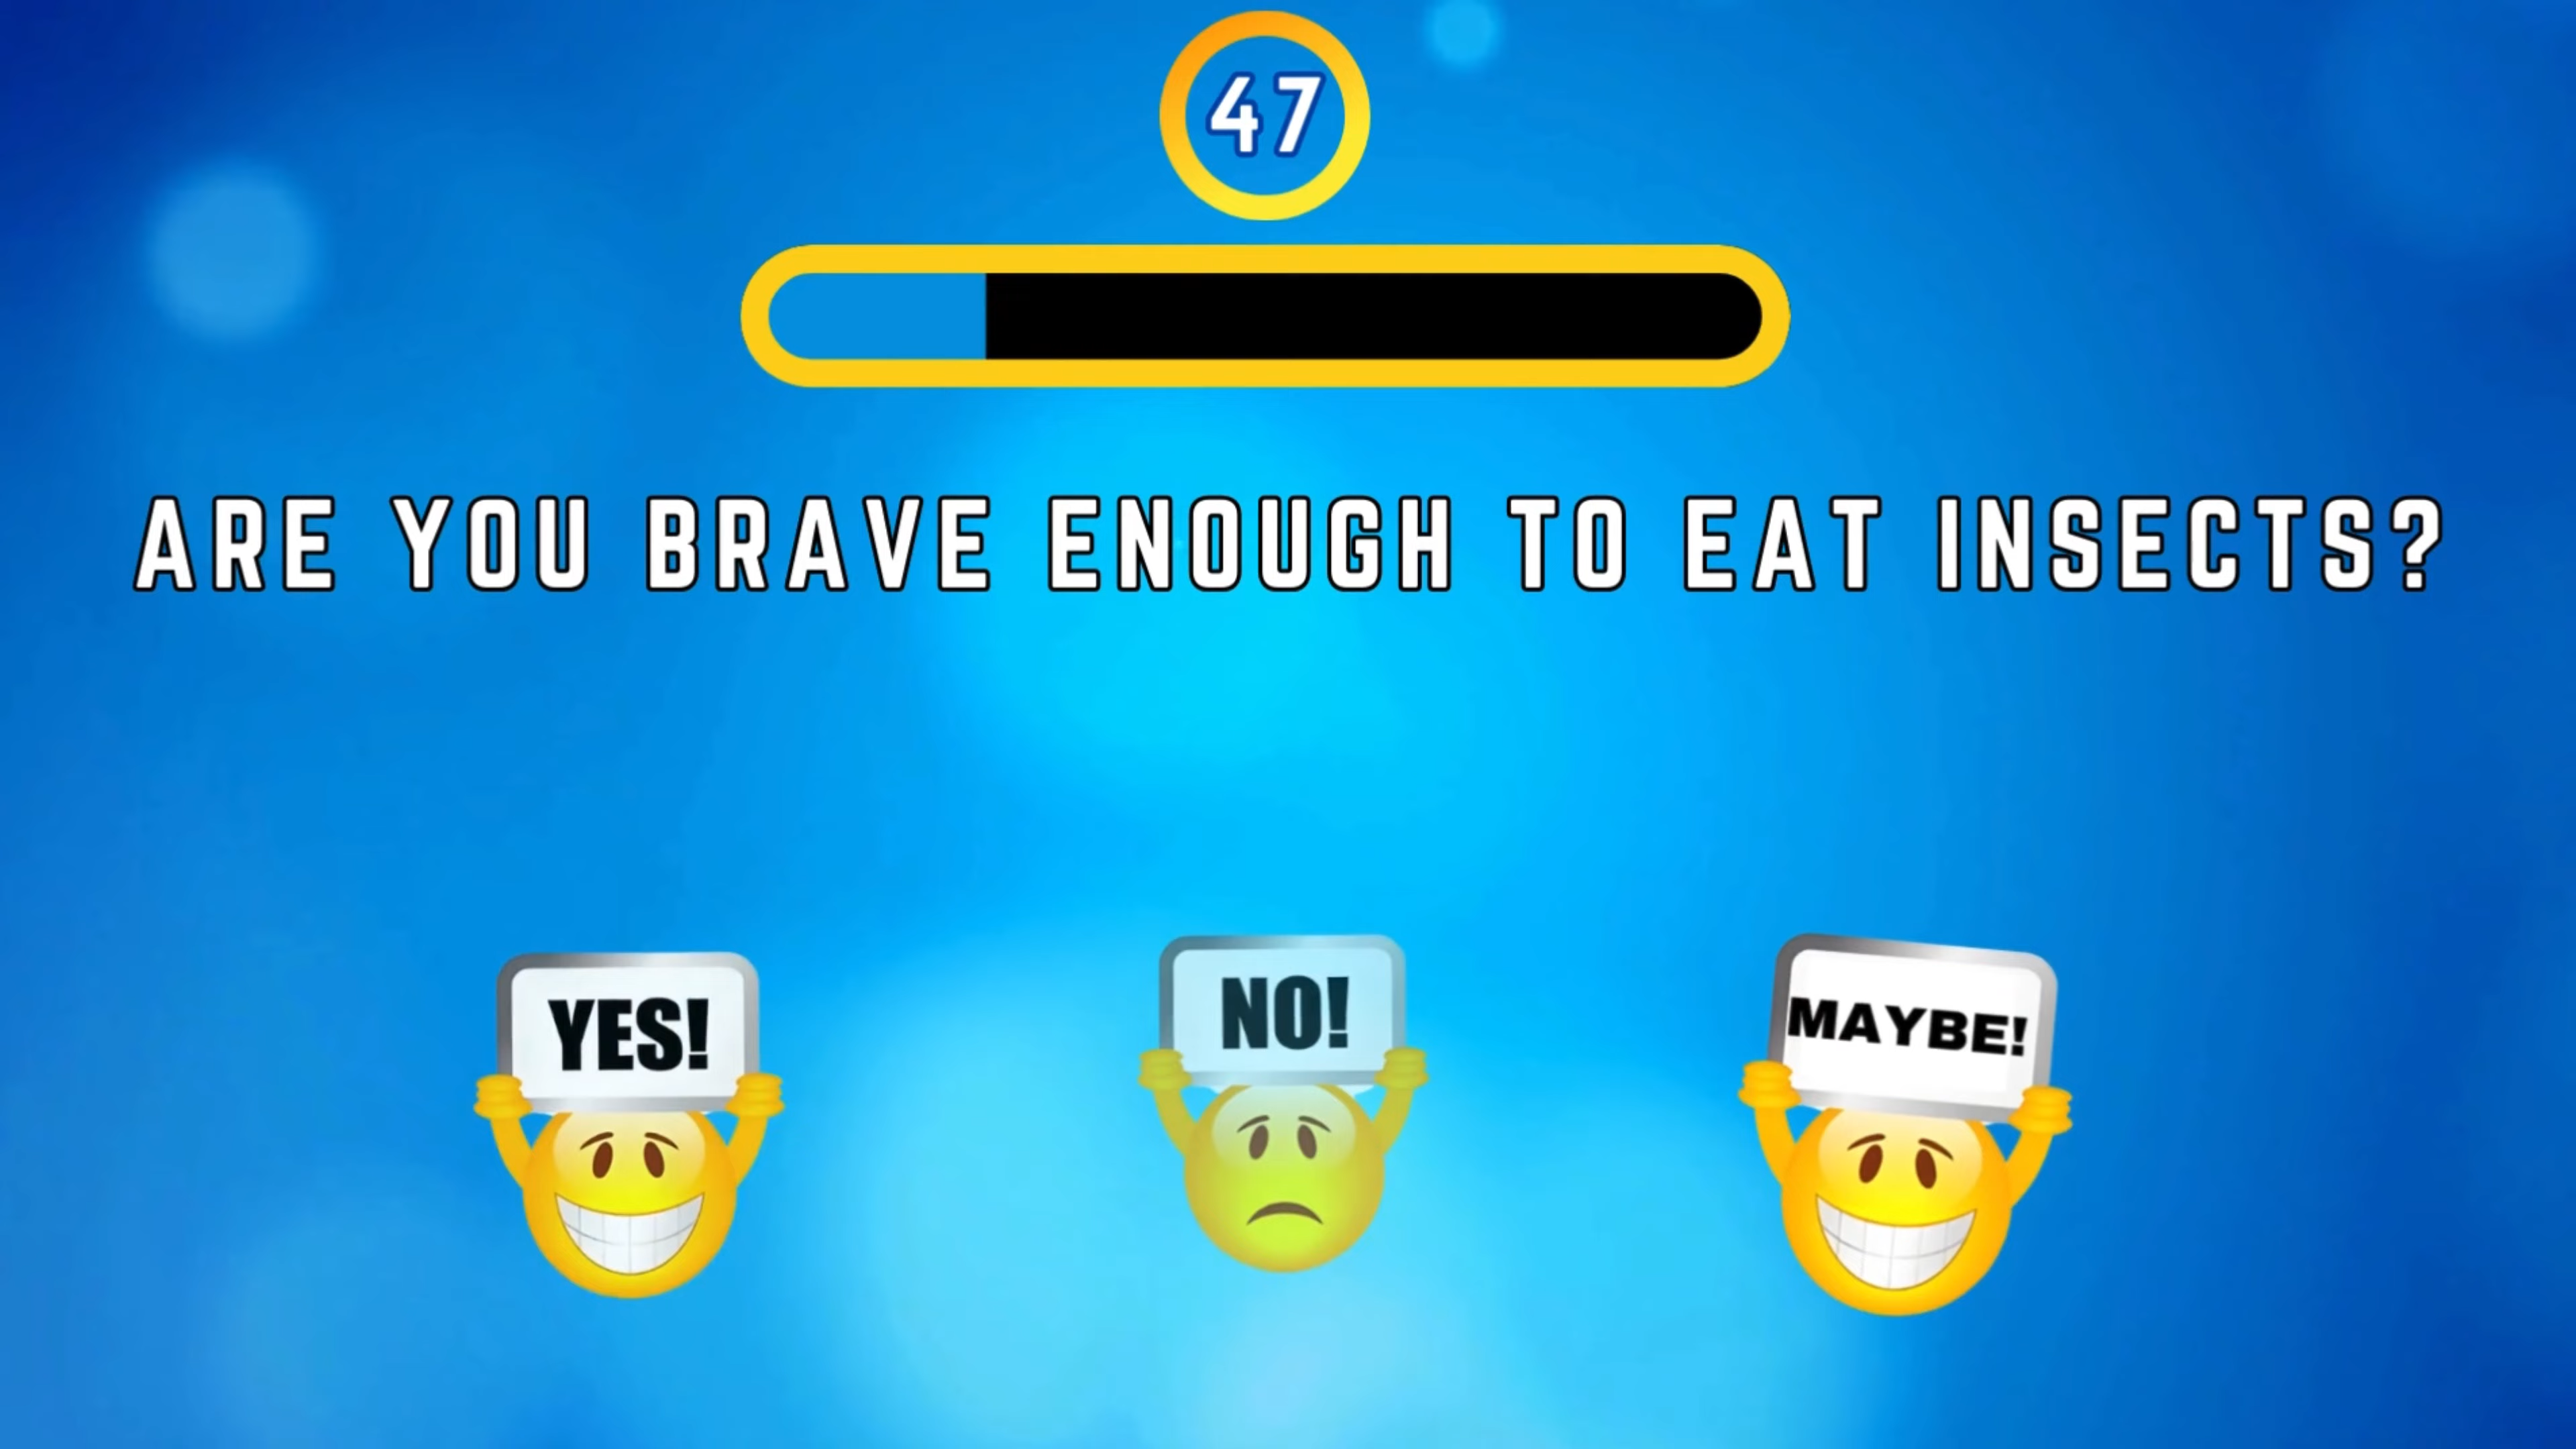 47
ARE YOU BRAVE ENOUGH TO EAT INSECTS?
YES!
NO!
MAYBE!